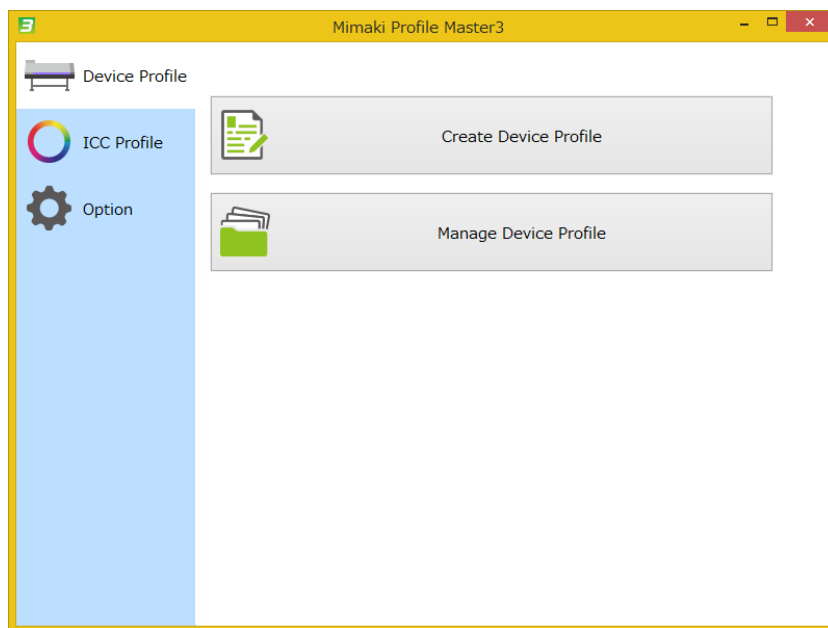 Mimaki Profile Master3
Device Profile
ICC Profile
Option
Create Device Profile
Manage Device Profile